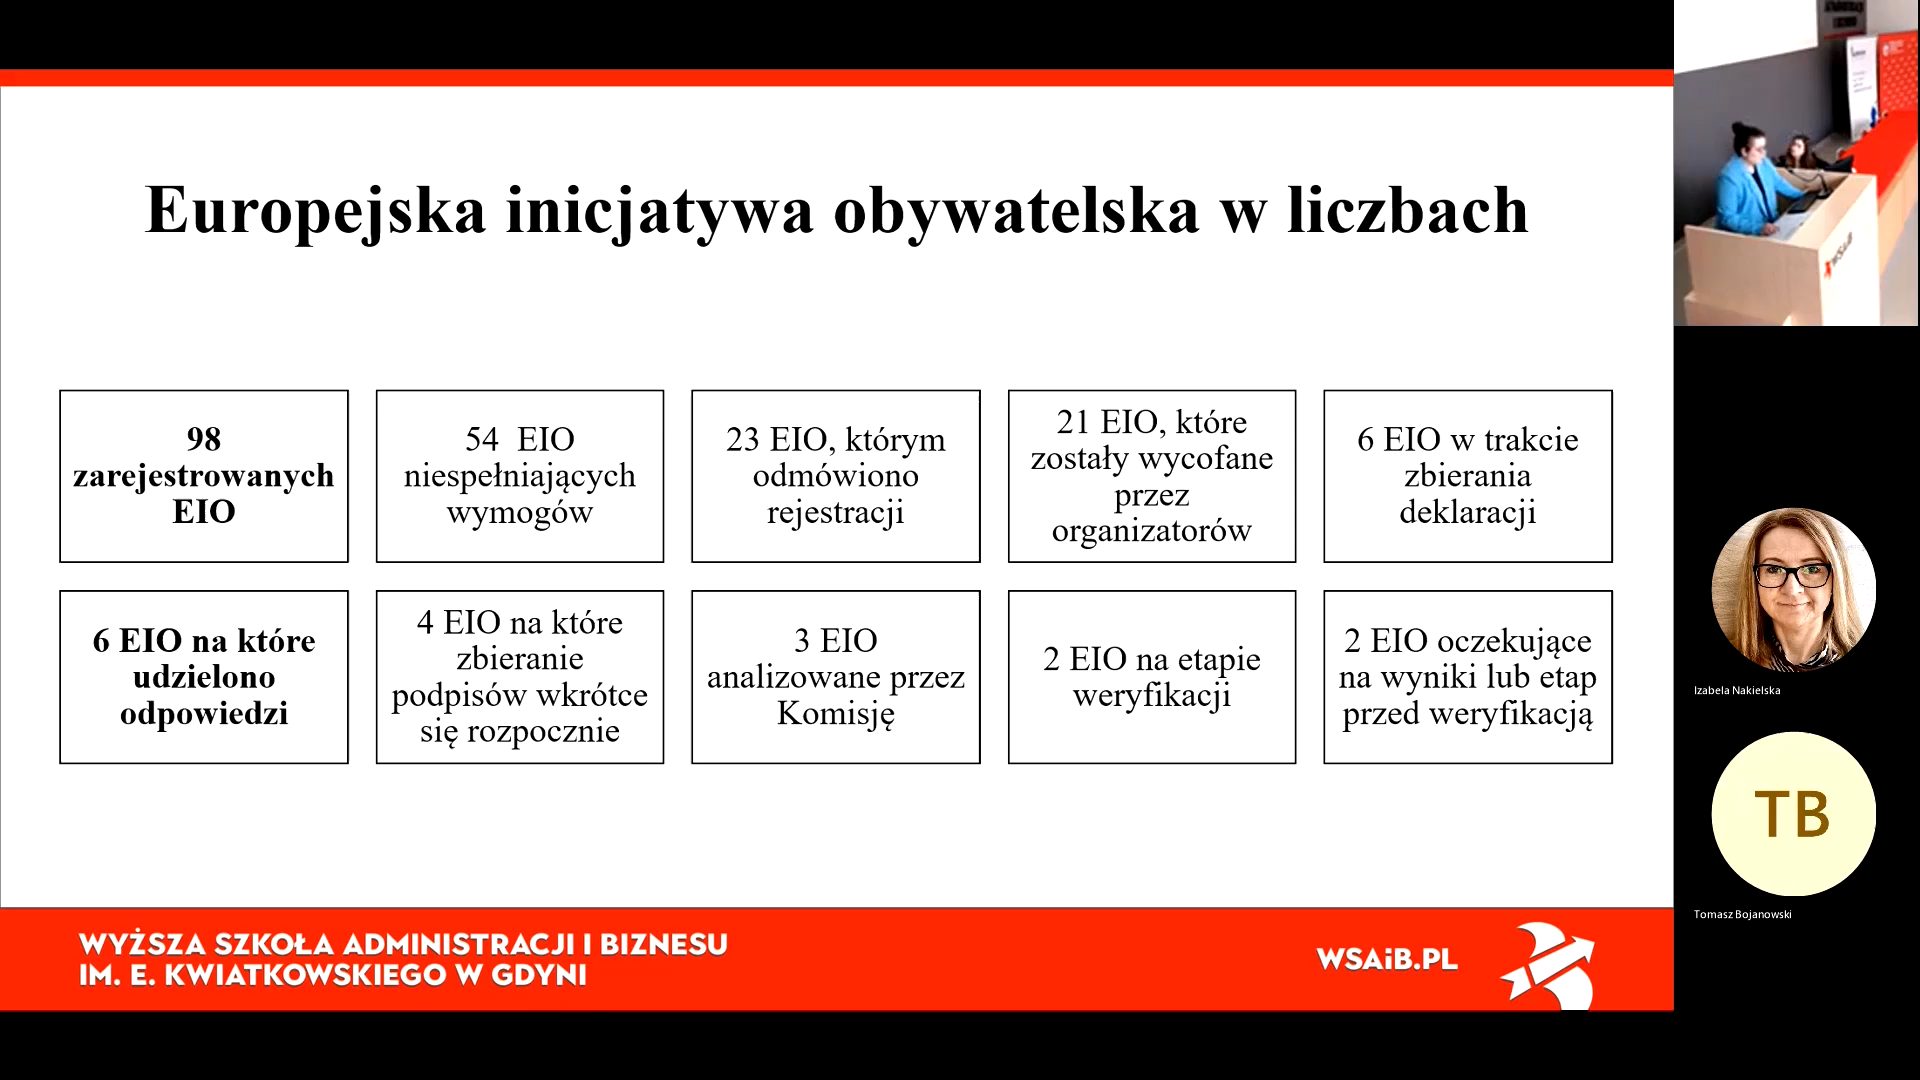 Europejska inicjatywa obywatelska w liczbach
98
zarejestrowanych
EIO
54 EIO
niespełniających
wymogów
23 EIO, którym
odmówiono
rejestracji
21 EIO, które
zostały wycofane
przez
organizatorów
6 EIO w trakcie
zbierania
deklaracji
6 EIO na które
udzielono
odpowiedzi
4 EIO na które
zbieranie
podpisów wkrótce
się rozpocznie
3 EIO
analizowane przez
Komisję
2 EIO na etapie
weryfikacji
2 EIO oczekujące
na wyniki lub etap
przed weryfikacją
WYŻSZA SZKOŁA ADMINISTRACJI I BIZNESU
IM. E. KWIATKOWSKIEGO W GDYNI
WSAiB.PL
WSAiB
Izabela Nakielska
TB
Tomasz Bojanowski